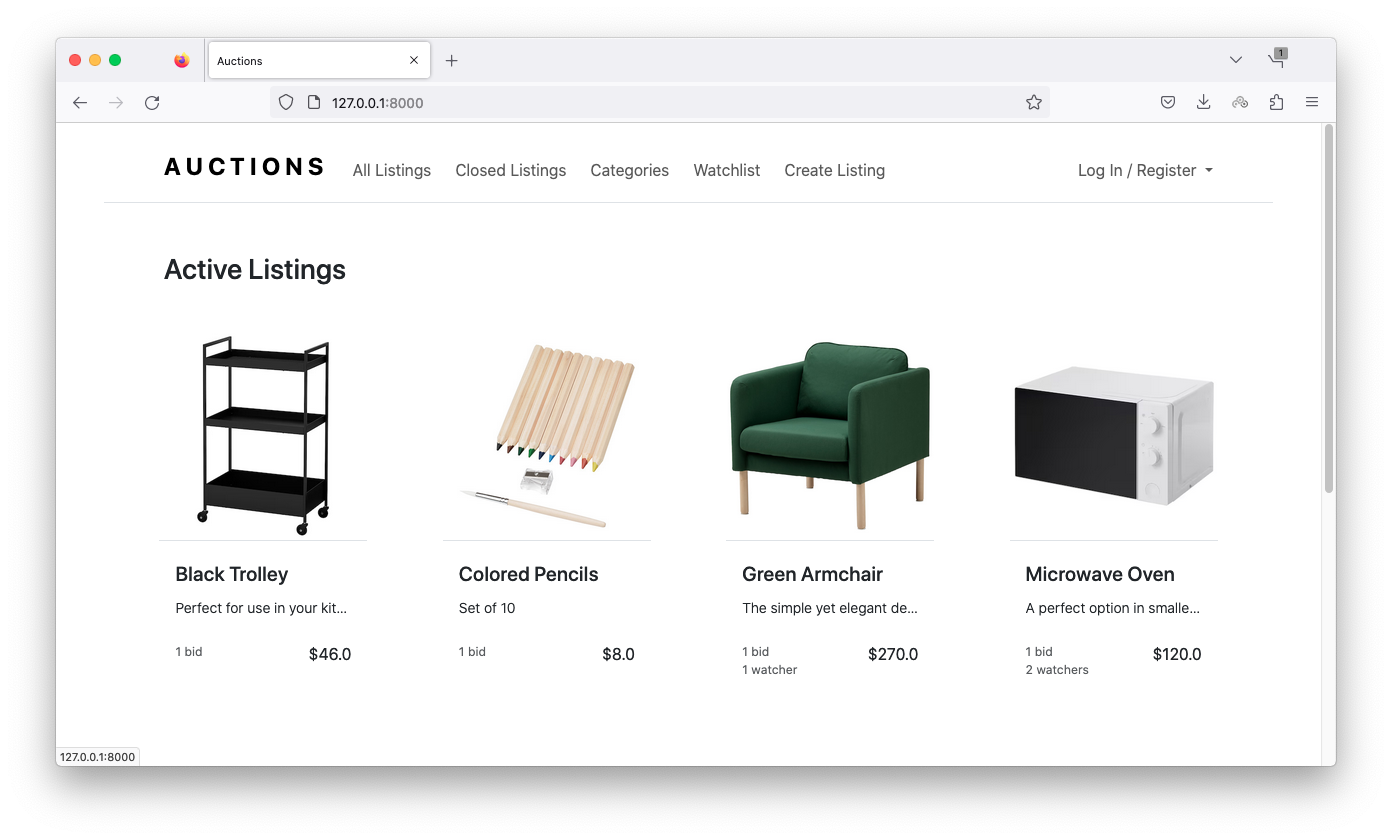 Auctions
1
127.0.0.1:8000
AUCTIONS All Listings Closed Listings Categories Watchlist Create Listing Log In / Register
Active Listings
Black Trolley
Perfect for use in your kit...
1 bid $46.0
Colored Pencils
Set of 10
1 bid $8.0
Green Armchair
The simple yet elegant de...
1 bid $270.0
1 watcher
Microwave Oven
A perfect option in smalle...
1 bid $120.0
2 watchers
127.0.0.1:8000